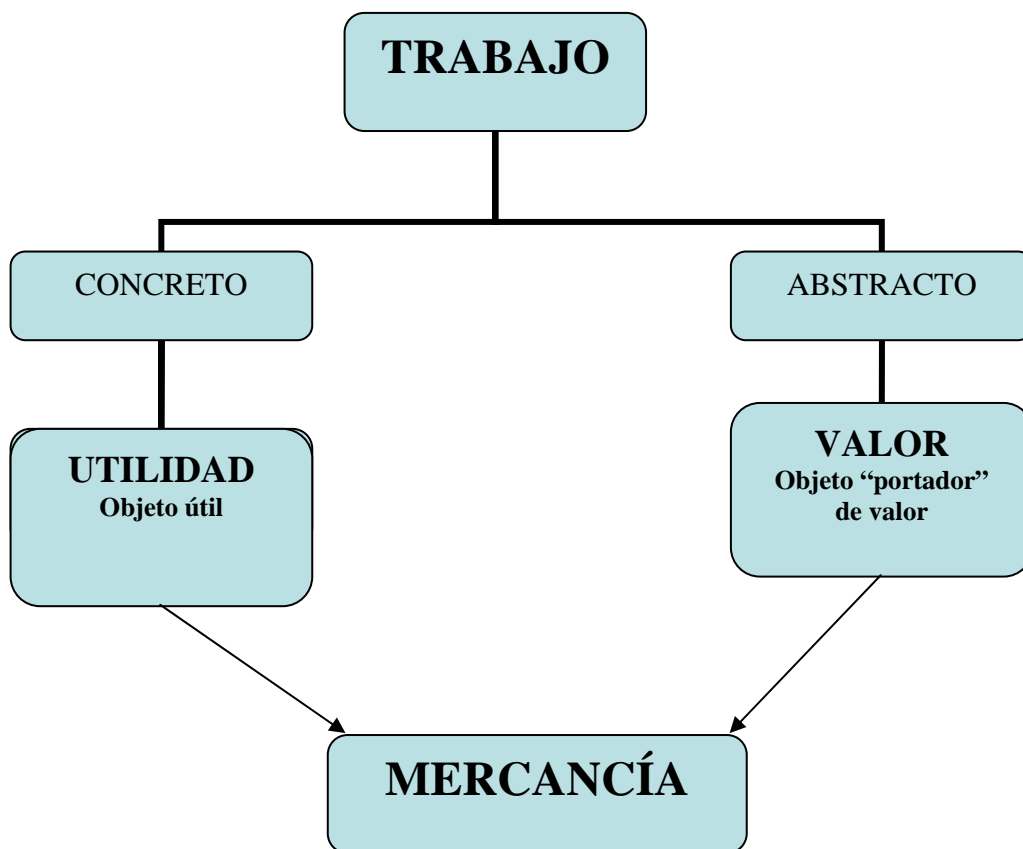 TRABAJO
CONCRETO
ABSTRACTO
UTILIDAD
Objeto útil
VALOR
Objeto “portador”
de valor
MERCANCÍA